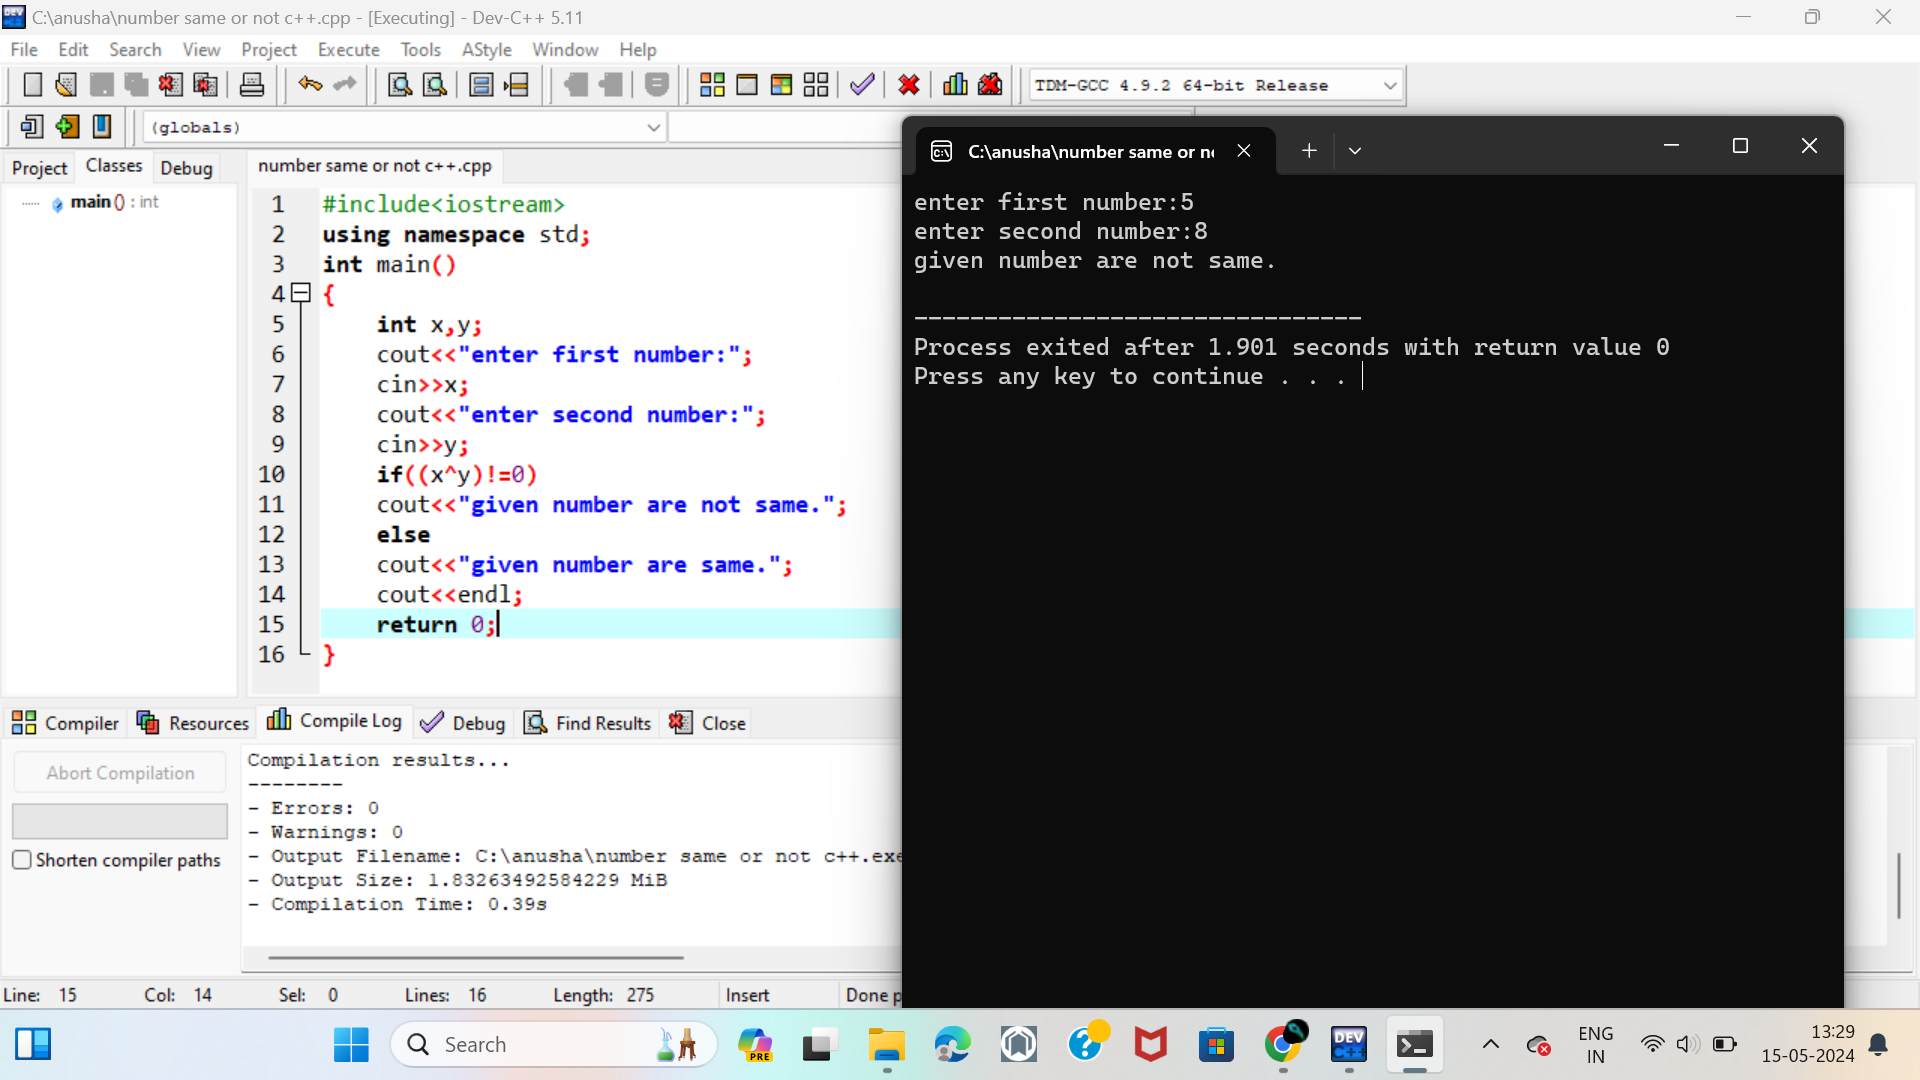 C:\anusha\number same or not c++.cpp - [Executing] - Dev-C++ 5.11
File Edit Search View Project Execute Tools AStyle Window Help
TDM-GCC 4.9.2 64-bit Release
(globals)
Project Classes Debug
number same or not c++.cpp
main () : int
1 #include<iostream>
2 using namespace std;
3 int main()
4 {
5 int x,y;
6 cout<<"enter first number:";
7 cin>>x;
8 cout<<"enter second number:";
9 cin>>y;
10 if((x^y)!=0)
11 cout<<"given number are not same.";
12 else
13 cout<<"given number are same.";
14 cout<<endl;
15 return 0;
16 }
C:\anusha\number same or
enter first number:5
enter second number:8
given number are not same.
--------------------------------
Process exited after 1.901 seconds with return value 0
Press any key to continue . . .
Compiler Resources Compile Log Debug Find Results Close
Abort Compilation
Shorten compiler paths
Compilation results...
--------
- Errors: 0
- Warnings: 0
- Output Filename: C:\anusha\number same or not c++.exe
- Output Size: 1.83263492584229 MiB
- Compilation Time: 0.39s
Line: 15 Col: 14 Sel: 0 Lines: 16 Length: 275 Insert Done
Search
PRE
DEV
C++
ENG
IN
13:29
15-05-2024